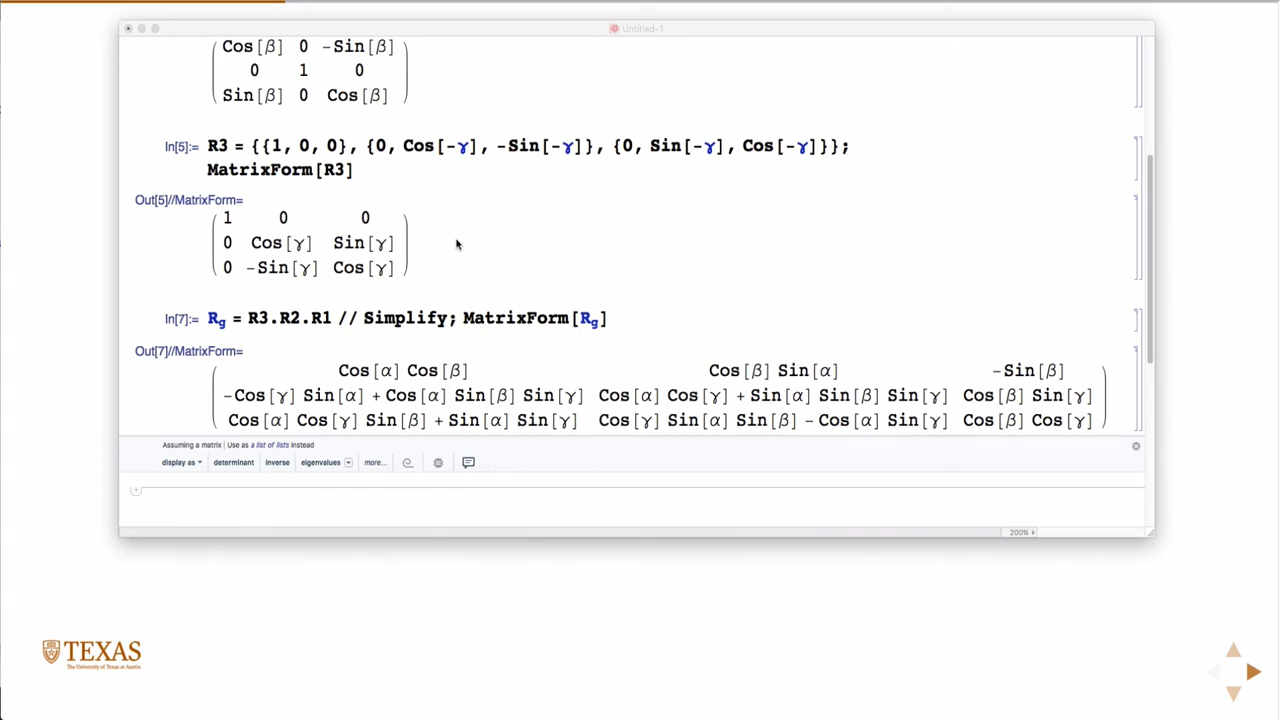 Untitled-1
Cos[β] 0 -Sin[β]
0 1 0
Sin[β] 0 Cos[β]
In[5]:= R3 = {{1, 0, 0}, {0, Cos[-γ], -Sin[-γ]}, {0, Sin[-γ], Cos[-γ]}};
MatrixForm[R3]
Out[5]//MatrixForm=
1 0 0
0 Cos[γ] Sin[γ]
0 -Sin[γ] Cos[γ]
In[7]:= Rg = R3.R2.R1 // Simplify; MatrixForm[Rg]
Out[7]//MatrixForm=
Cos[α] Cos[β] Cos[β] Sin[α] -Sin[β]
-Cos[γ] Sin[α] + Cos[α] Sin[β] Sin[γ] Cos[α] Cos[γ] + Sin[α] Sin[β] Sin[γ] Cos[β] Sin[γ]
Cos[α] Cos[γ] Sin[β] + Sin[α] Sin[γ] Cos[γ] Sin[α] Sin[β] - Cos[α] Sin[γ] Cos[β] Cos[γ]
Assuming a matrix | Use as a list of lists instead
display as determinant inverse eigenvalues more...
200%
TEXAS
The University of Texas at Austin